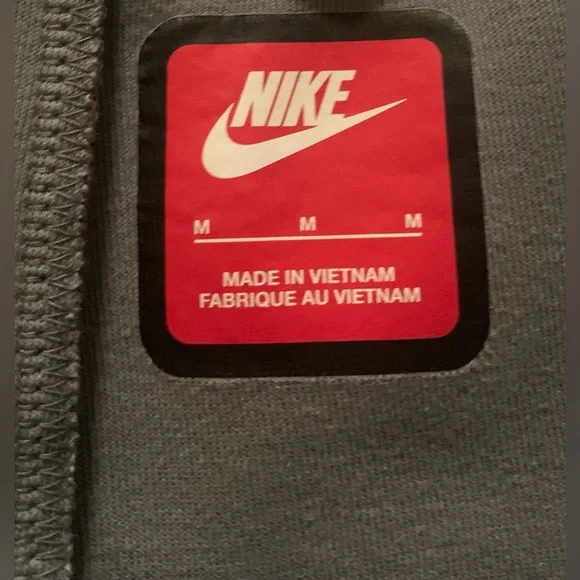 NIKE
M M M
MADE IN VIETNAM
FABRIQUE AU VIETNAM